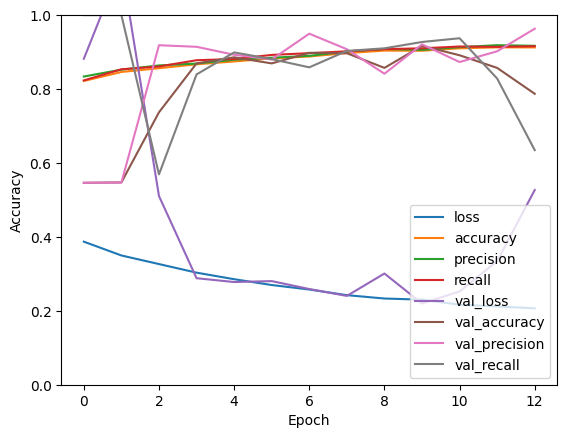 1.0
0.8
0.6
0.4
0.2
0.0
Accuracy
0 2 4 6 8 10 12
Epoch
loss
accuracy
precision
recall
val_loss
val_accuracy
val_precision
val_recall